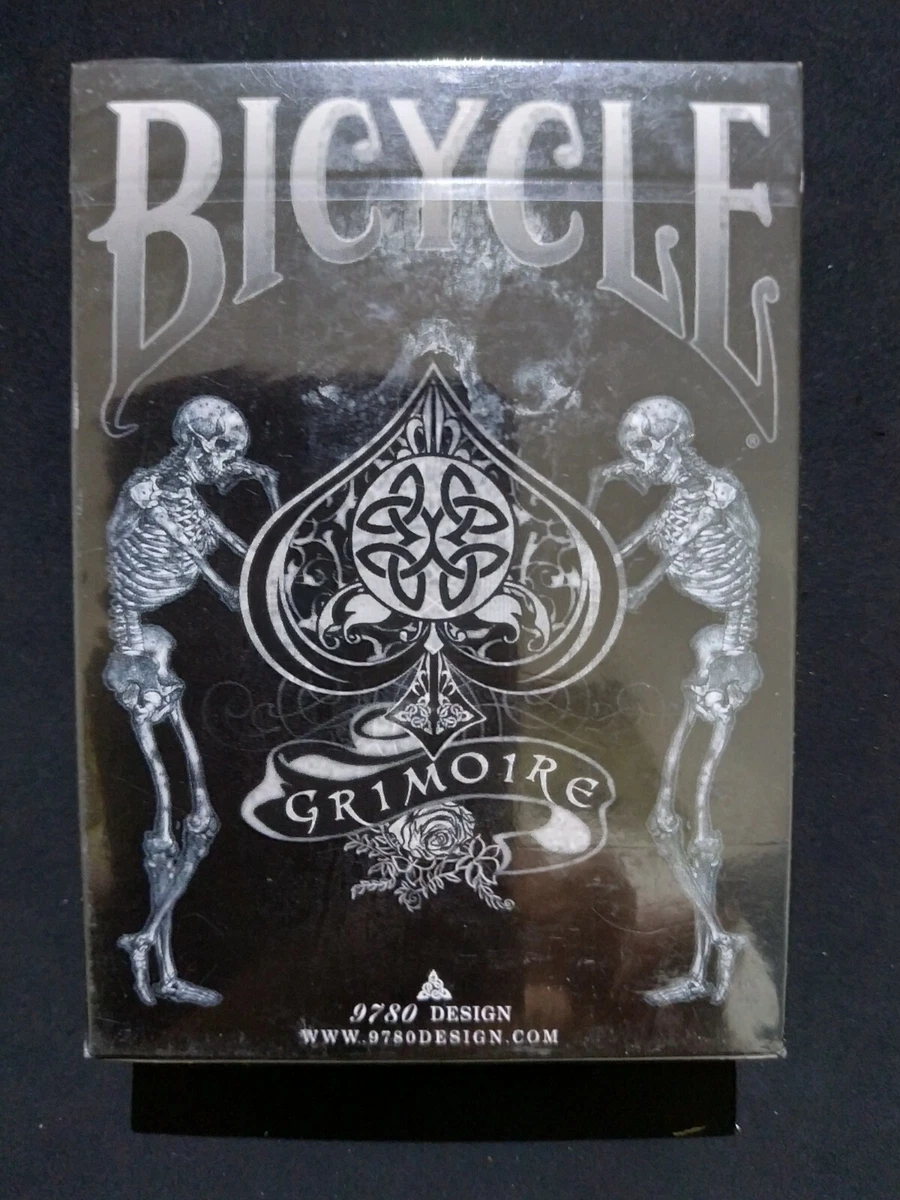 BICYCLE
®
GRIMOIRE
9780 DESIGN
WWW.9780DESIGN.COM